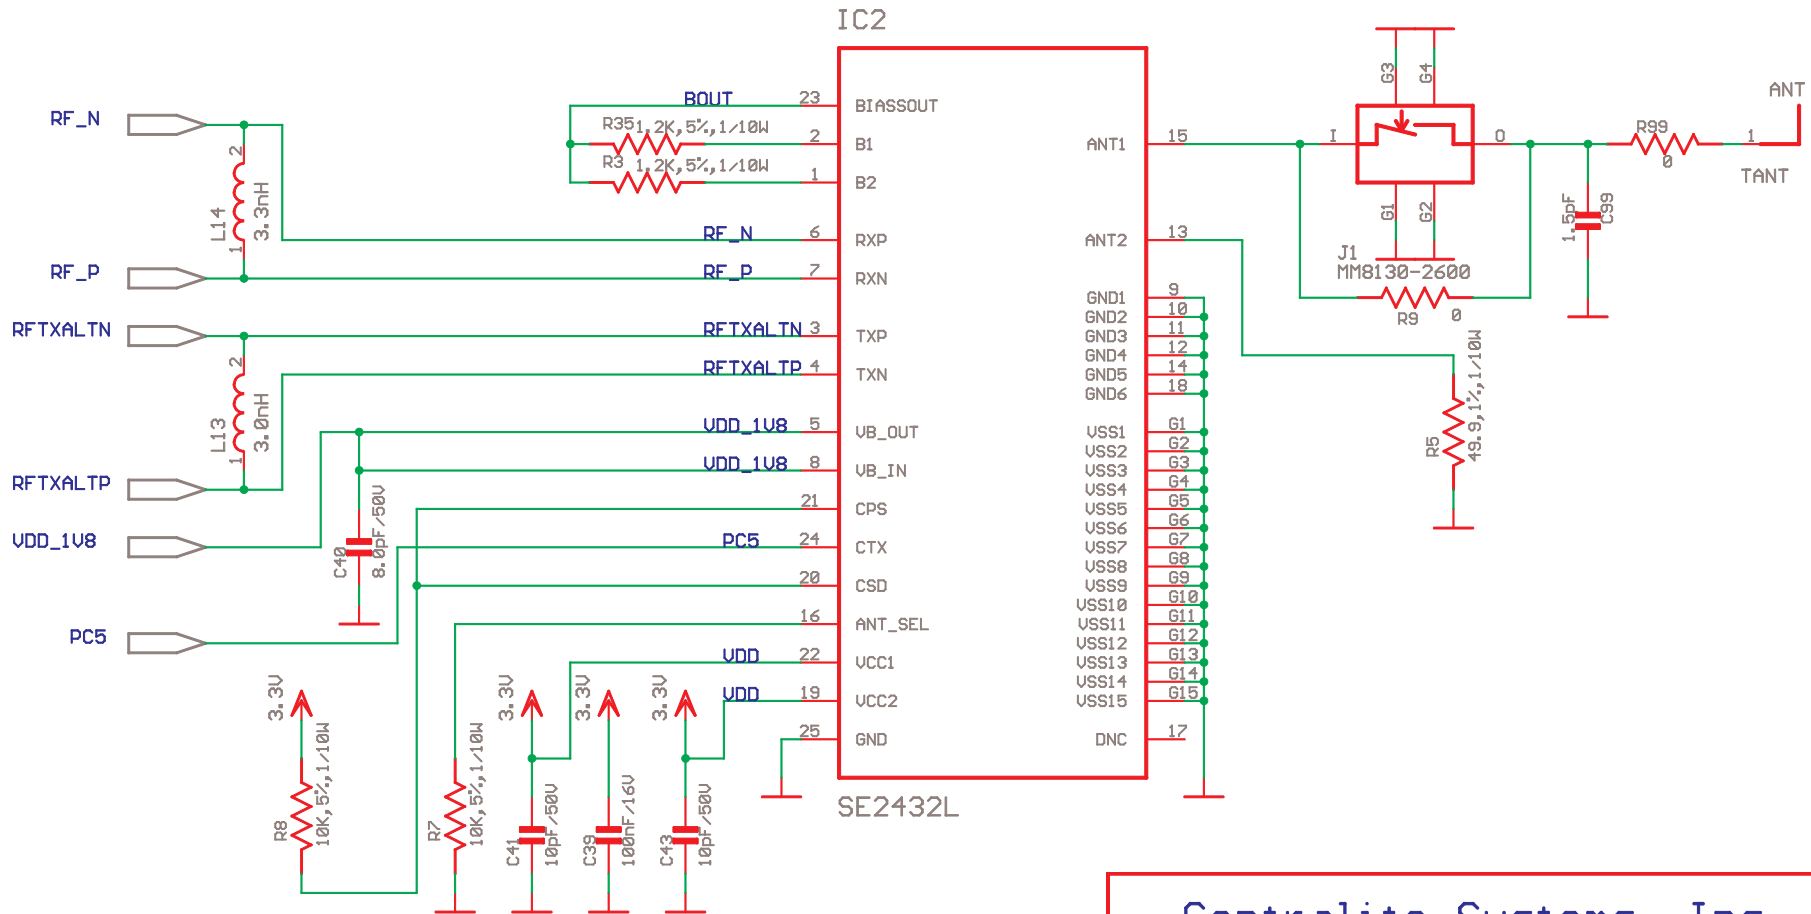 IC2
RF_N
RF_P
RFTXALTN
RFTXALTP
VDD_1V8
PC5
2
L14
3.3nH
1
2
L13
3.0nH
1
BOUT
R35
1.2K,5%,1/10W
R3
1.2K,5%,1/10W
RF_N
RF_P
RFTXALTN
RFTXALTP
VDD_1V8
VDD_1V8
PC5
VDD
VDD
C40
8.0pF/50V
3.3V
R8
10K,5%,1/10W
R7
10K,5%,1/10W
3.3V
C41
10pF/50V
3.3V
C39
100nF/16V
3.3V
C43
10pF/50V
23 BIASSOUT
2 B1
1 B2
6 RXP
7 RXN
3 TXP
4 TXN
5 VB_OUT
8 VB_IN
21 CPS
24 CTX
20 CSD
16 ANT_SEL
22 VCC1
19 VCC2
25 GND
ANT1 15
ANT2 13
GND1 9
GND2 10
GND3 11
GND4 12
GND5 14
GND6 18
VSS1 G1
VSS2 G2
VSS3 G3
VSS4 G4
VSS5 G5
VSS6 G6
VSS7 G7
VSS8 G8
VSS9 G9
VSS10 G10
VSS11 G11
VSS12 G12
VSS13 G13
VSS14 G14
VSS15 G15
DNC 17
SE2432L
G3
G4
I
O
G1
G2
J1
MM8130-2600
R9
0
R5
49.9,1%,1/10W
1.5pF
C99
R99
0
1
ANT
TANT
Centralite Systems, Inc